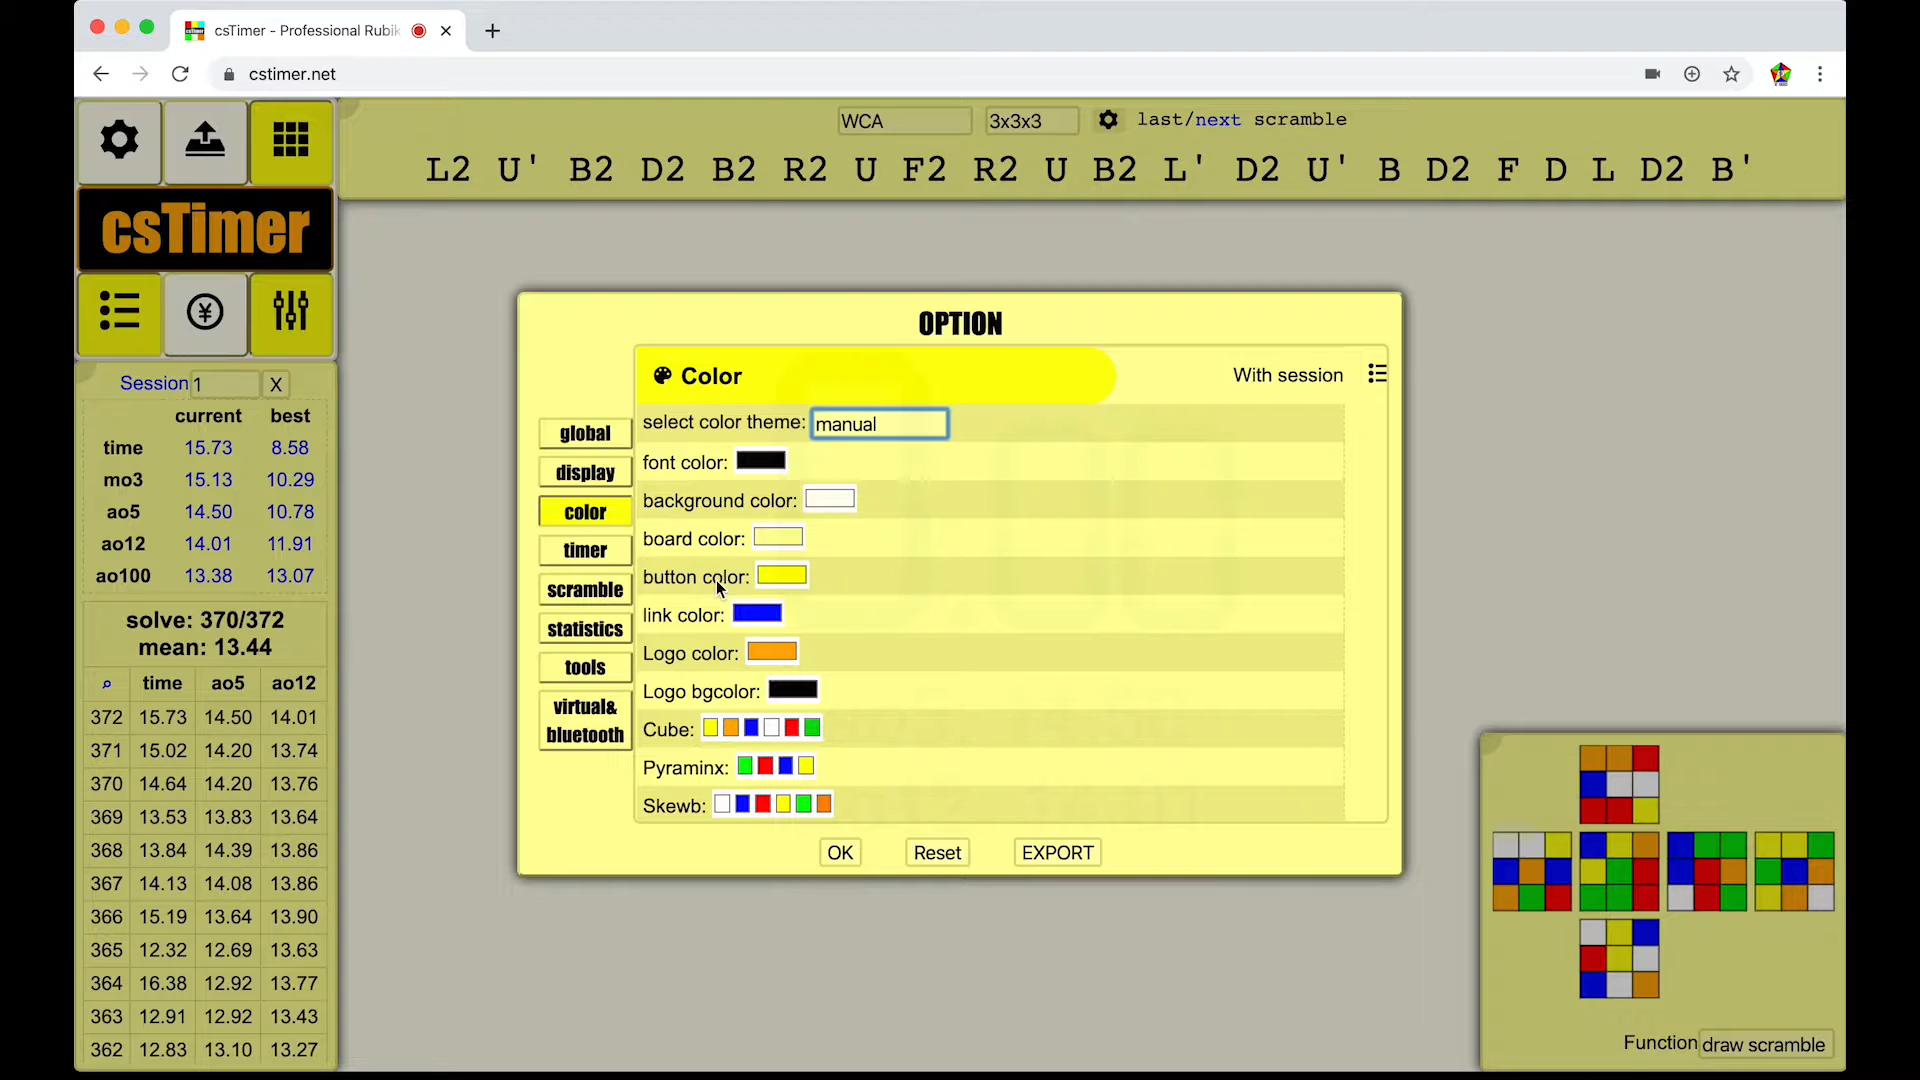 csTimer - Professional Rubik
cstimer.net
WCA 3x3x3 last/next scramble
L2 U' B2 D2 B2 R2 U F2 R2 U B2 L' D2 U' B D2 F D L D2 B'
csTimer
Session 1 X
current best
time 15.73 8.58
mo3 15.13 10.29
ao5 14.50 10.78
ao12 14.01 11.91
ao100 13.38 13.07
solve: 370/372
mean: 13.44
time ao5 ao12
372 15.73 14.50 14.01
371 15.02 14.20 13.74
370 14.64 14.20 13.76
369 13.53 13.83 13.64
368 13.84 14.39 13.86
367 14.13 14.08 13.86
366 15.19 13.64 13.90
365 12.32 12.69 13.63
364 16.38 12.92 13.77
363 12.91 12.92 13.43
362 12.83 13.10 13.27
OPTION
global
display
color
timer
scramble
statistics
tools
virtual&
bluetooth
Color With session
select color theme: manual
font color:
background color:
board color:
button color:
link color:
Logo color:
Logo bgcolor:
Cube:
Pyraminx:
Skewb:
OK Reset EXPORT
Function draw scramble